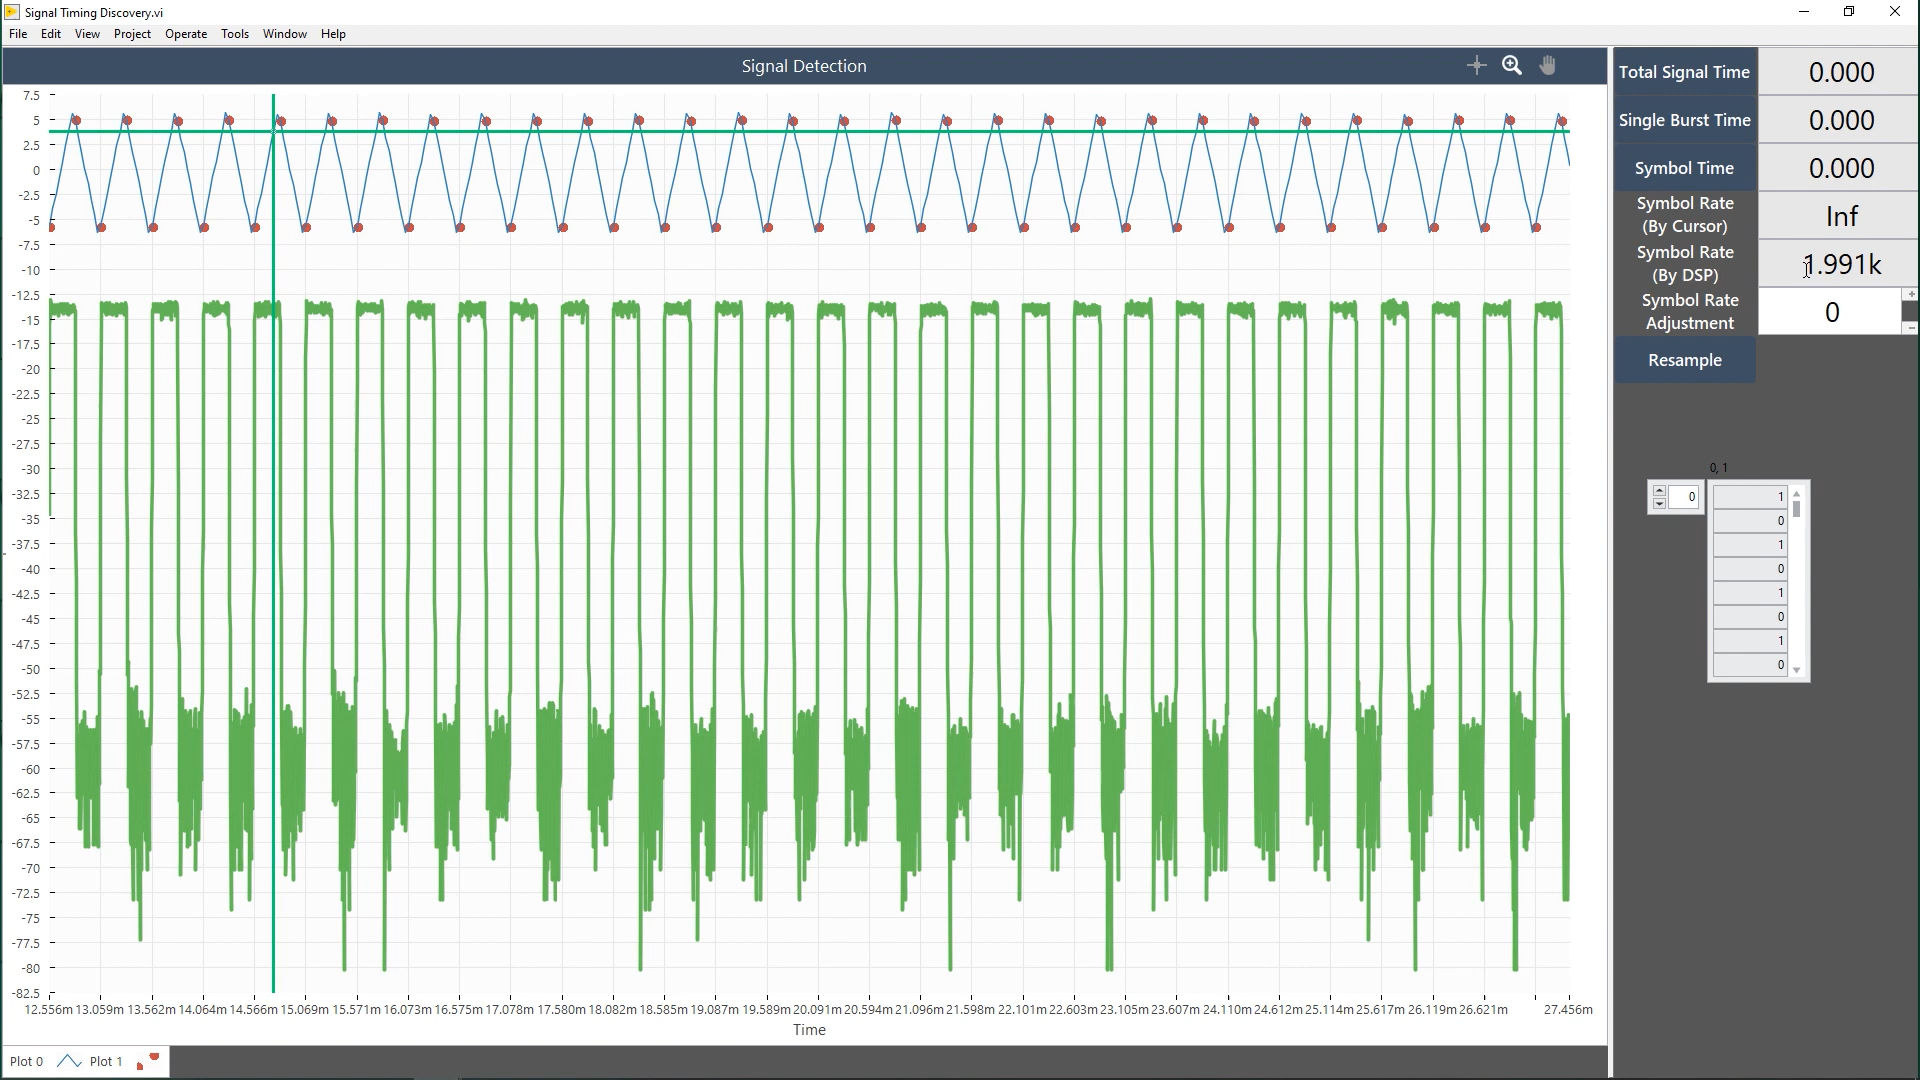 Signal Timing Discovery.vi
File Edit View Project Operate Tools Window Help
Signal Detection
7.5
5
2.5
0
-2.5
-5
-7.5
-10
-12.5
-15
-17.5
-20
-22.5
-25
-27.5
-30
-32.5
-35
-37.5
-40
-42.5
-45
-47.5
-50
-52.5
-55
-57.5
-60
-62.5
-65
-67.5
-70
-72.5
-75
-77.5
-80
-82.5
12.556m 13.059m 13.562m 14.064m 14.566m 15.069m 15.571m 16.073m 16.575m 17.078m 17.580m 18.082m 18.585m 19.087m 19.589m 20.091m 20.594m 21.096m 21.598m 22.101m 22.603m 23.105m 23.607m 24.110m 24.612m 25.114m 25.617m 26.119m 26.621m 27.456m
Time
Plot 0 Plot 1
Total Signal Time 0.000
Single Burst Time 0.000
Symbol Time 0.000
Symbol Rate
(By Cursor) Inf
Symbol Rate
(By DSP) 1.991k
Symbol Rate
Adjustment 0
Resample
0, 1
0
1
0
1
0
1
0
1
0